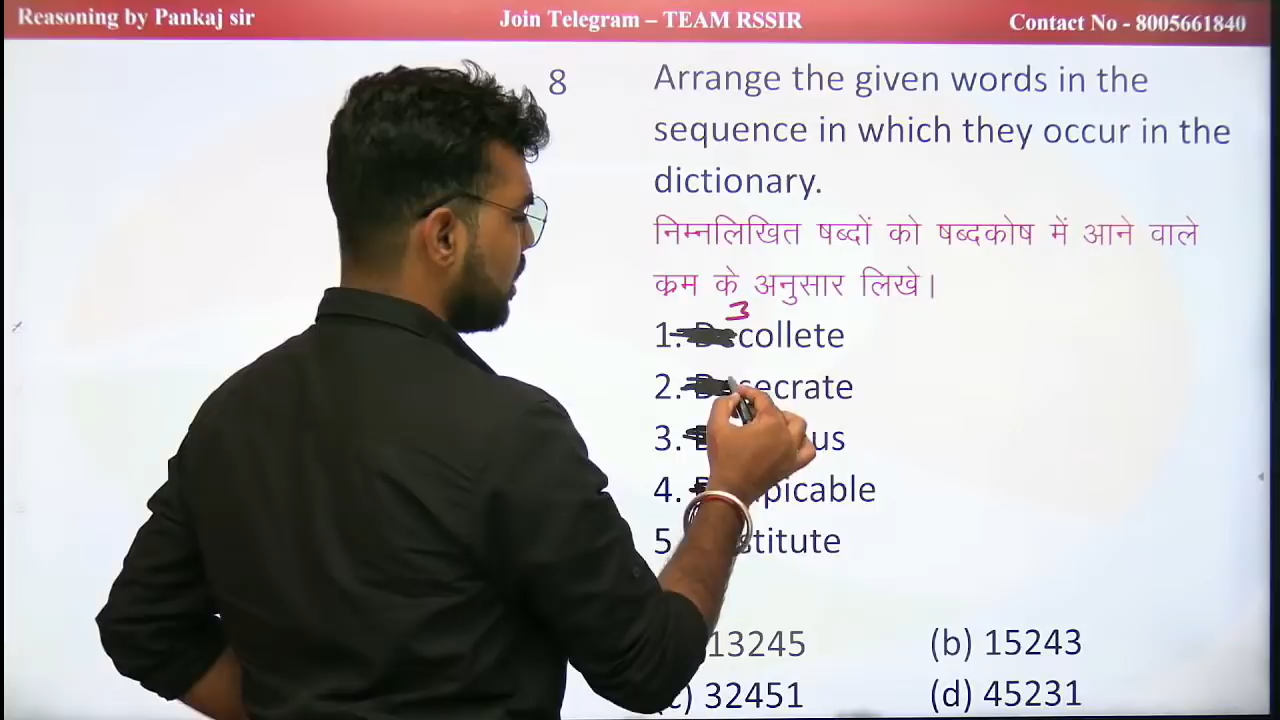 Reasoning by Pankaj sir
Join Telegram – TEAM RSSIR
Contact No - 8005661840
8
Arrange the given words in the
sequence in which they occur in the
dictionary.
निम्नलिखित षब्दों को षब्दकोष में आने वाले
क्रम के अनुसार लिखे।
3
1. collete
2. secrate
3. us
4. picable
5 stitute
13245
(b) 15243
(c) 32451
(d) 45231